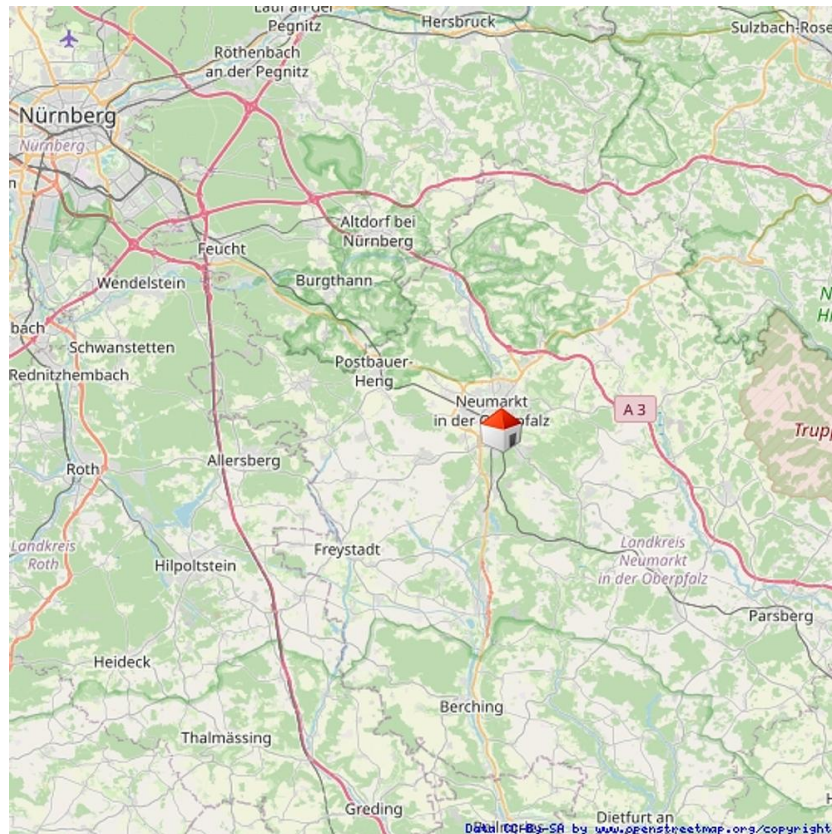 Lauf an der
Pegnitz
Hersbruck
Sulzbach-Rose
Röthenbach
an der Pegnitz
Nürnberg
Nürnberg
n
Altdorf bei
Nürnberg
Feucht
Burgthann
Wendelstein
N
H
bach
Schwanstetten
Rednitzhembach
Postbauer-
Heng
Neumarkt
in der O pfalz
A 3
Trupp
Roth
Allersberg
Landkreis
Roth
Freystadt
Hilpoltstein
Landkreis
Neumarkt
in der Oberpfalz
Parsberg
Heideck
Berching
Thalmässing
Greding
Dietfurt an
Data CC-By-SA by www.openstreetmap.org/copyright